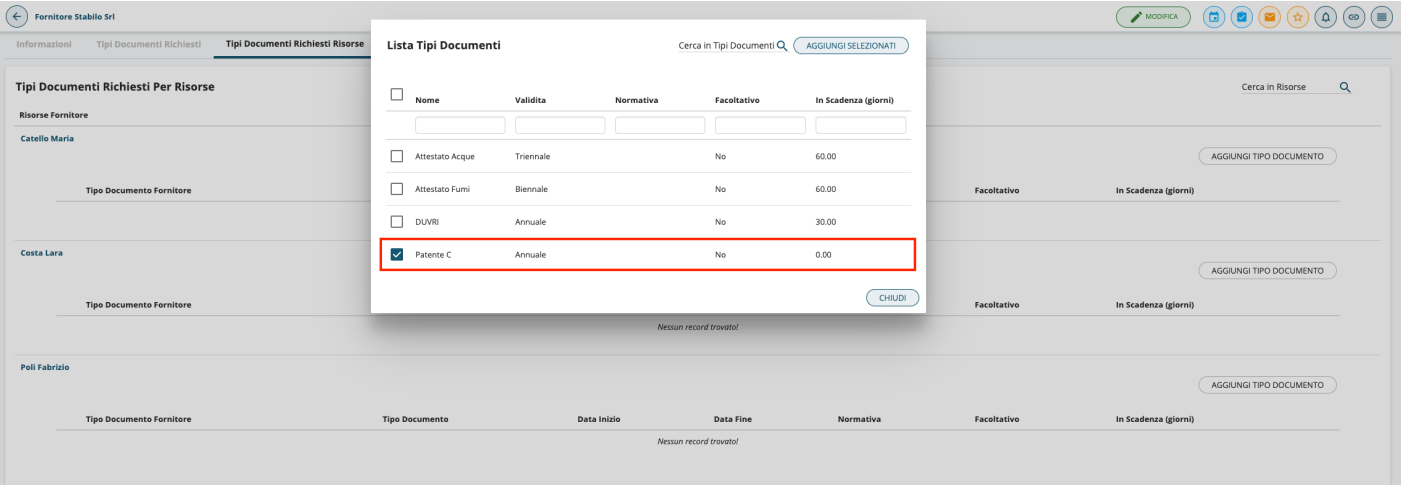 Fornitore Stabilo Srl
MODIFICA
Informazioni Tipi Documenti Richiesti Tipi Documenti Richiesti Risorse
Lista Tipi Documenti Cerca in Tipi Documenti AGGIUNGI SELEZIONATI
Nome Validita Normativa Facoltativo In Scadenza (giorni)
Attestato Acque Triennale No 60.00
Attestato Fumi Biennale No 60.00
DUVRI Annuale No 30.00
Patente C Annuale No 0.00
CHIUDI
Tipi Documenti Richiesti Per Risorse Cerca in Risorse
Risorse Fornitore
Catello Maria
AGGIUNGI TIPO DOCUMENTO
Tipo Documento Fornitore Facoltativo In Scadenza (giorni)
Costa Lara
AGGIUNGI TIPO DOCUMENTO
Tipo Documento Fornitore Facoltativo In Scadenza (giorni)
Nessun record trovato!
Poli Fabrizio
AGGIUNGI TIPO DOCUMENTO
Tipo Documento Fornitore Tipo Documento Data Inizio Data Fine Normativa Facoltativo In Scadenza (giorni)
Nessun record trovato!